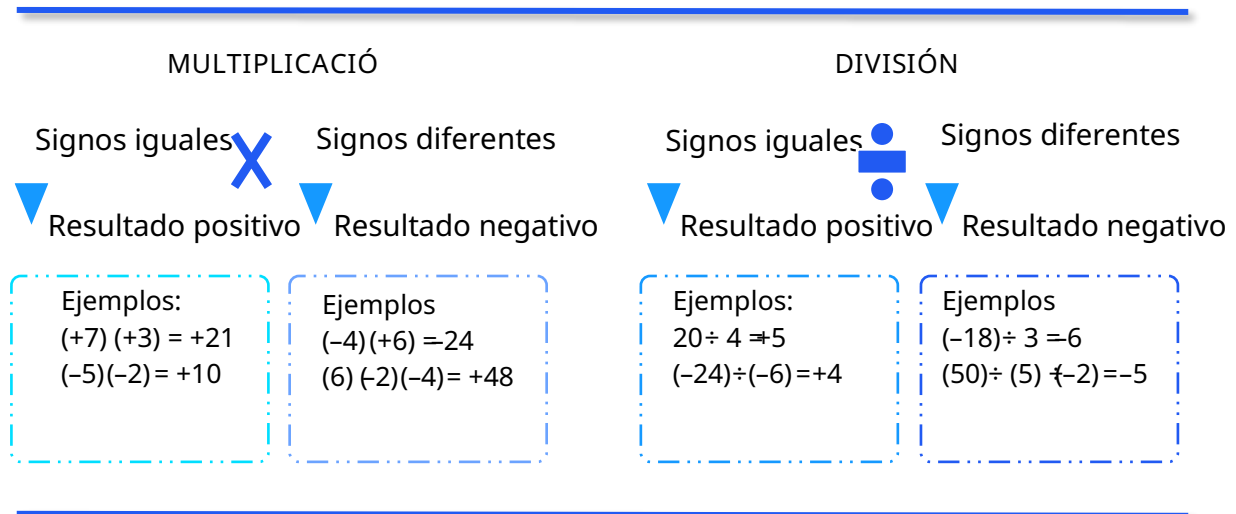 MULTIPLICACIÓ
Signos iguales
Signos diferentes
Resultado positivo
Resultado negativo
Ejemplos:
(+7) (+3) = +21
(–5)(–2) = +10
Ejemplos
(–4)(+6) =–24
(6) (–2)(–4)= +48
DIVISIÓN
Signos iguales
Signos diferentes
Resultado positivo
Resultado negativo
Ejemplos:
20÷ 4 =+5
(–24)÷(–6)=+4
Ejemplos
(–18)÷ 3 =–6
(50)÷ (5) ÷(–2)=–5